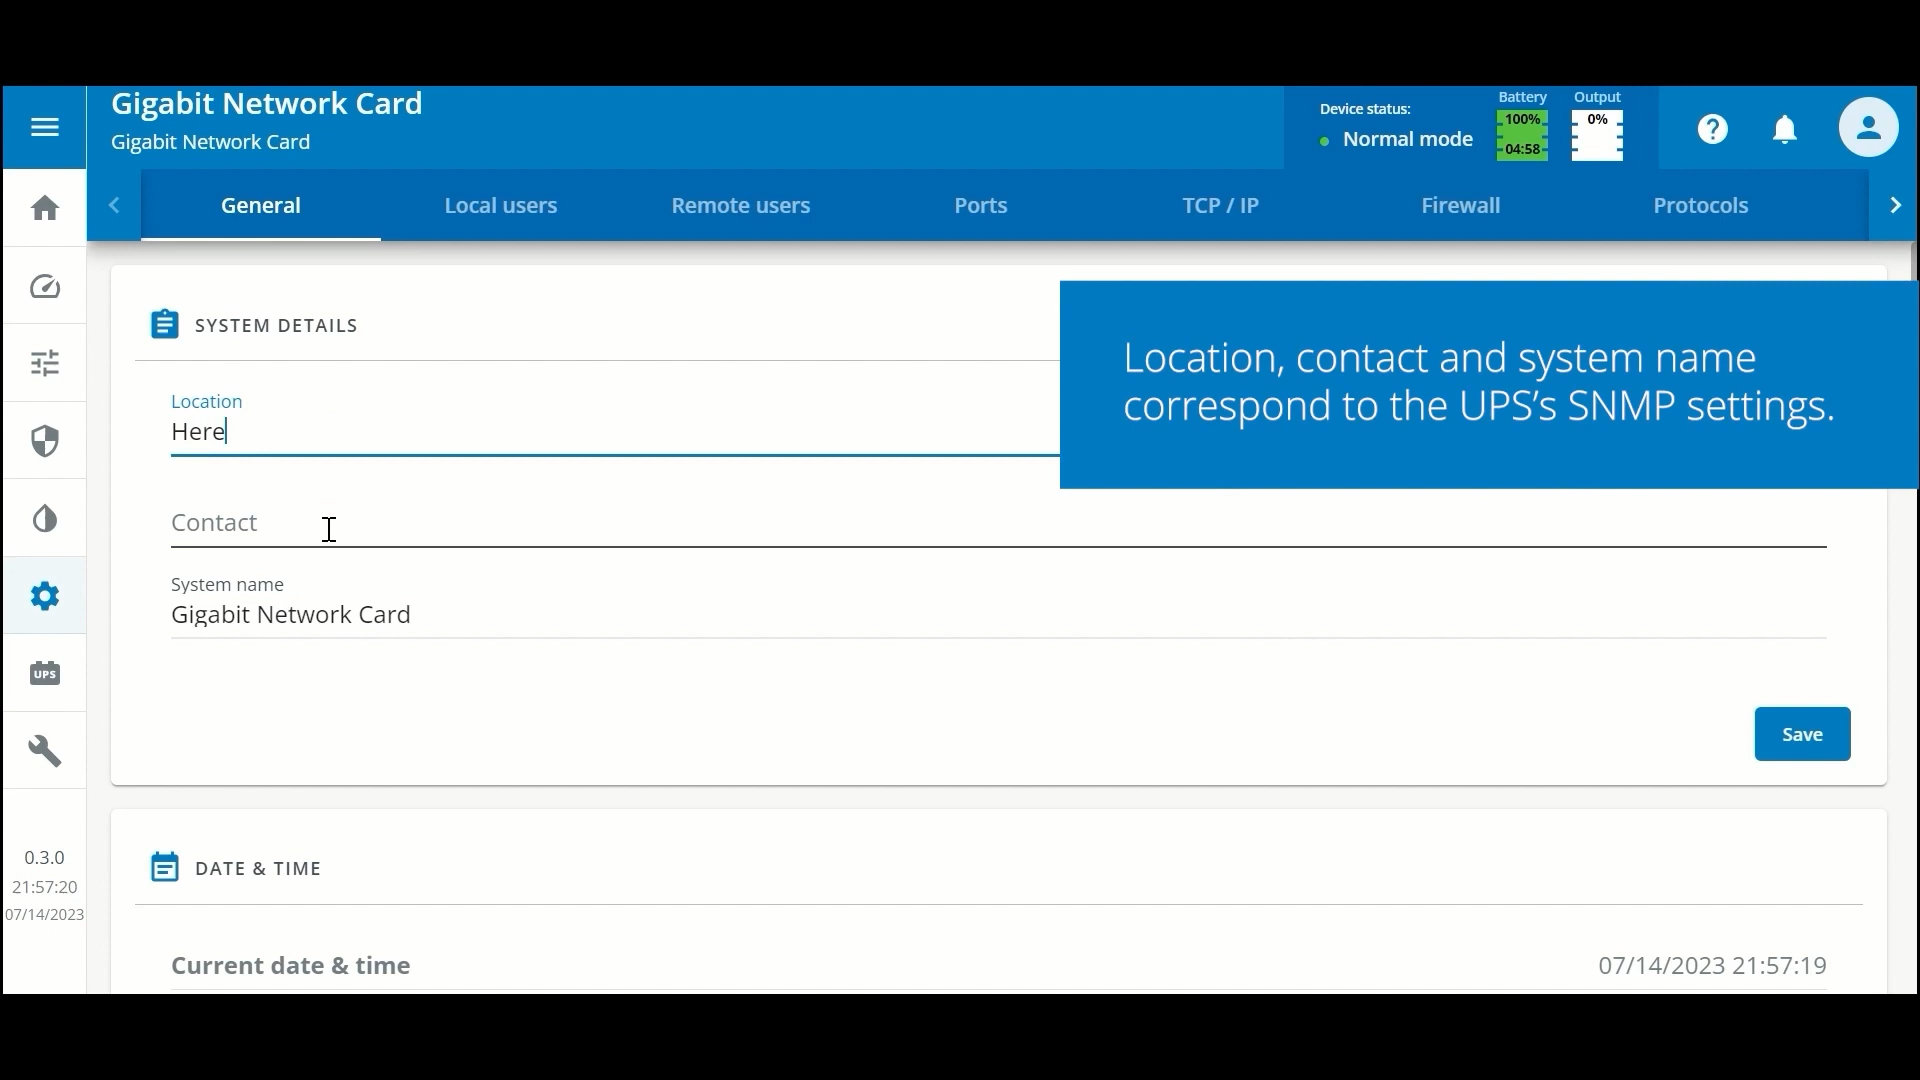 Gigabit Network Card
Gigabit Network Card
Device status:
Normal mode
Battery
100%
04:58
Output
0%
General
Local users
Remote users
Ports
TCP / IP
Firewall
Protocols
SYSTEM DETAILS
Location
Here
Location, contact and system name
correspond to the UPS’s SNMP settings.
Contact
System name
Gigabit Network Card
UPS
Save
0.3.0
21:57:20
07/14/2023
DATE & TIME
Current date & time
07/14/2023 21:57:19